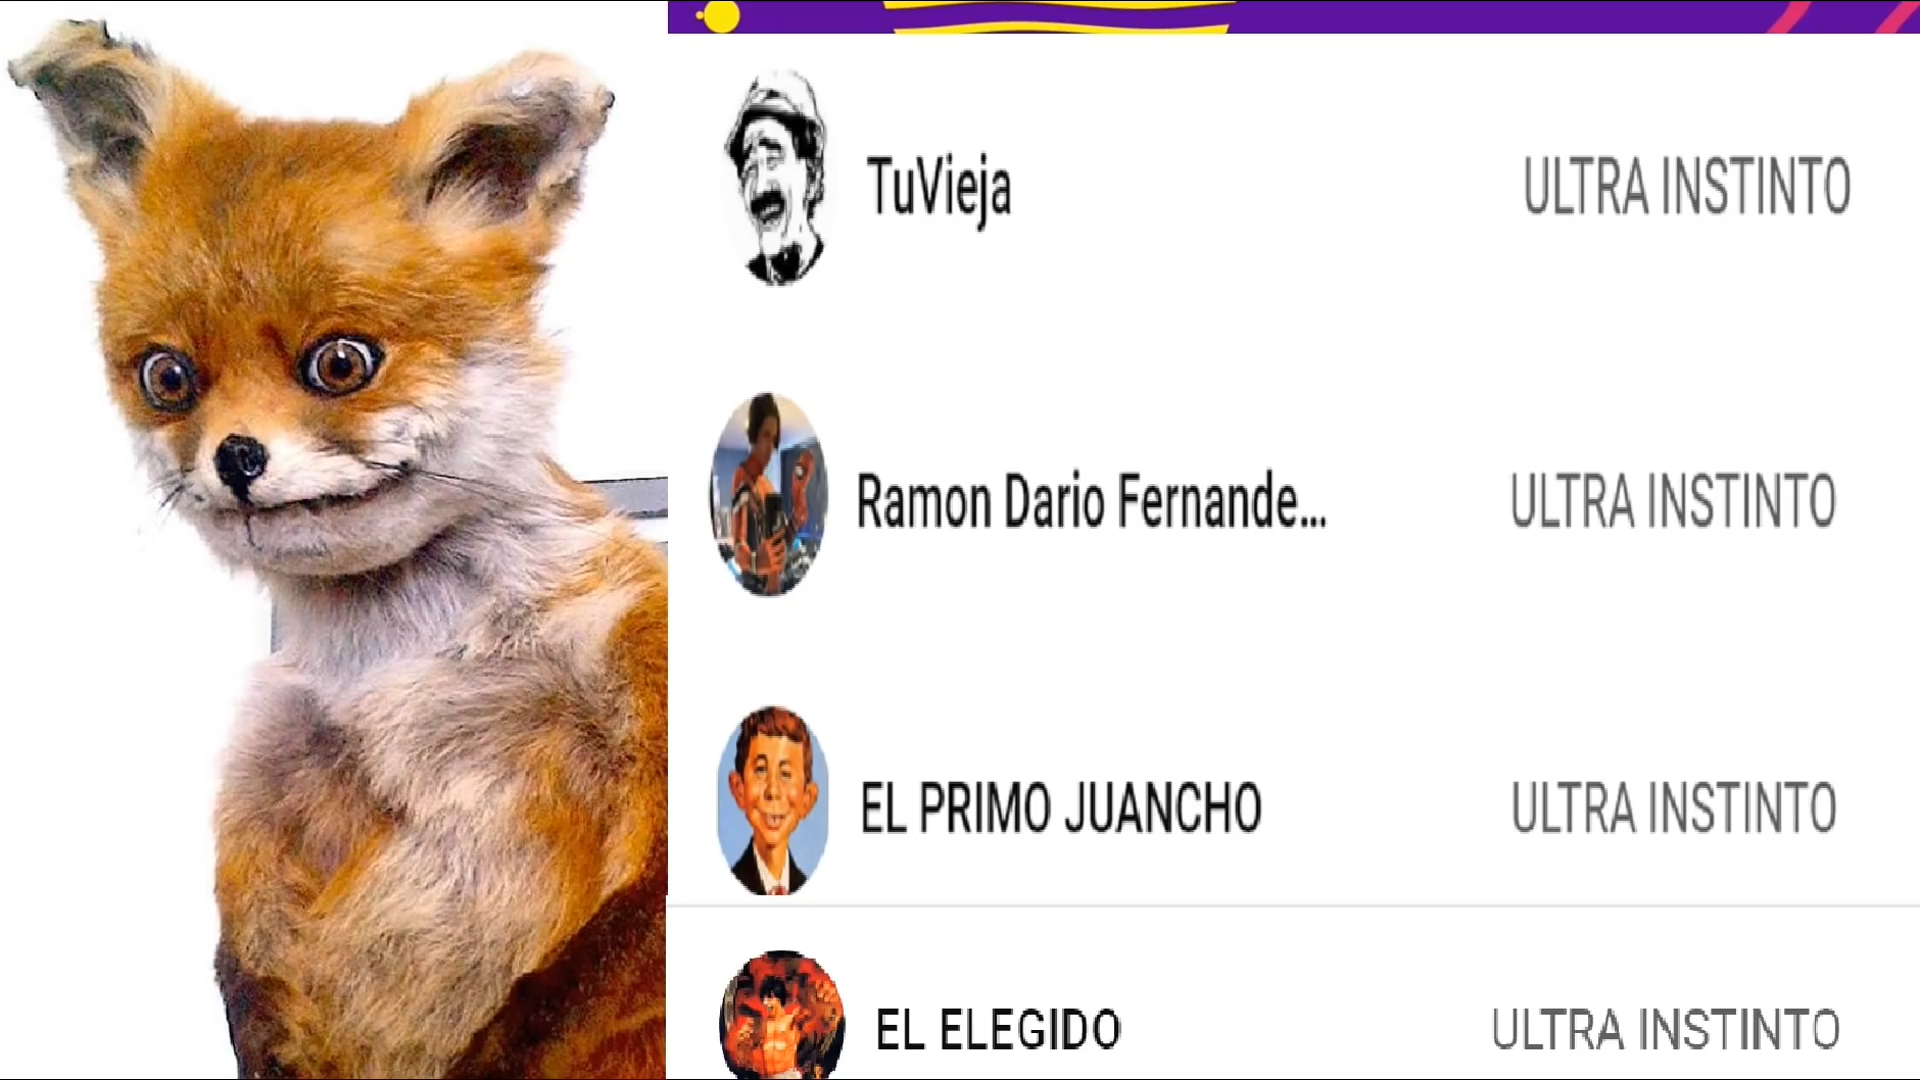 TuVieja
ULTRA INSTINTO
Ramon Dario Fernande...
ULTRA INSTINTO
EL PRIMO JUANCHO
ULTRA INSTINTO
EL ELEGIDO
ULTRA INSTINTO